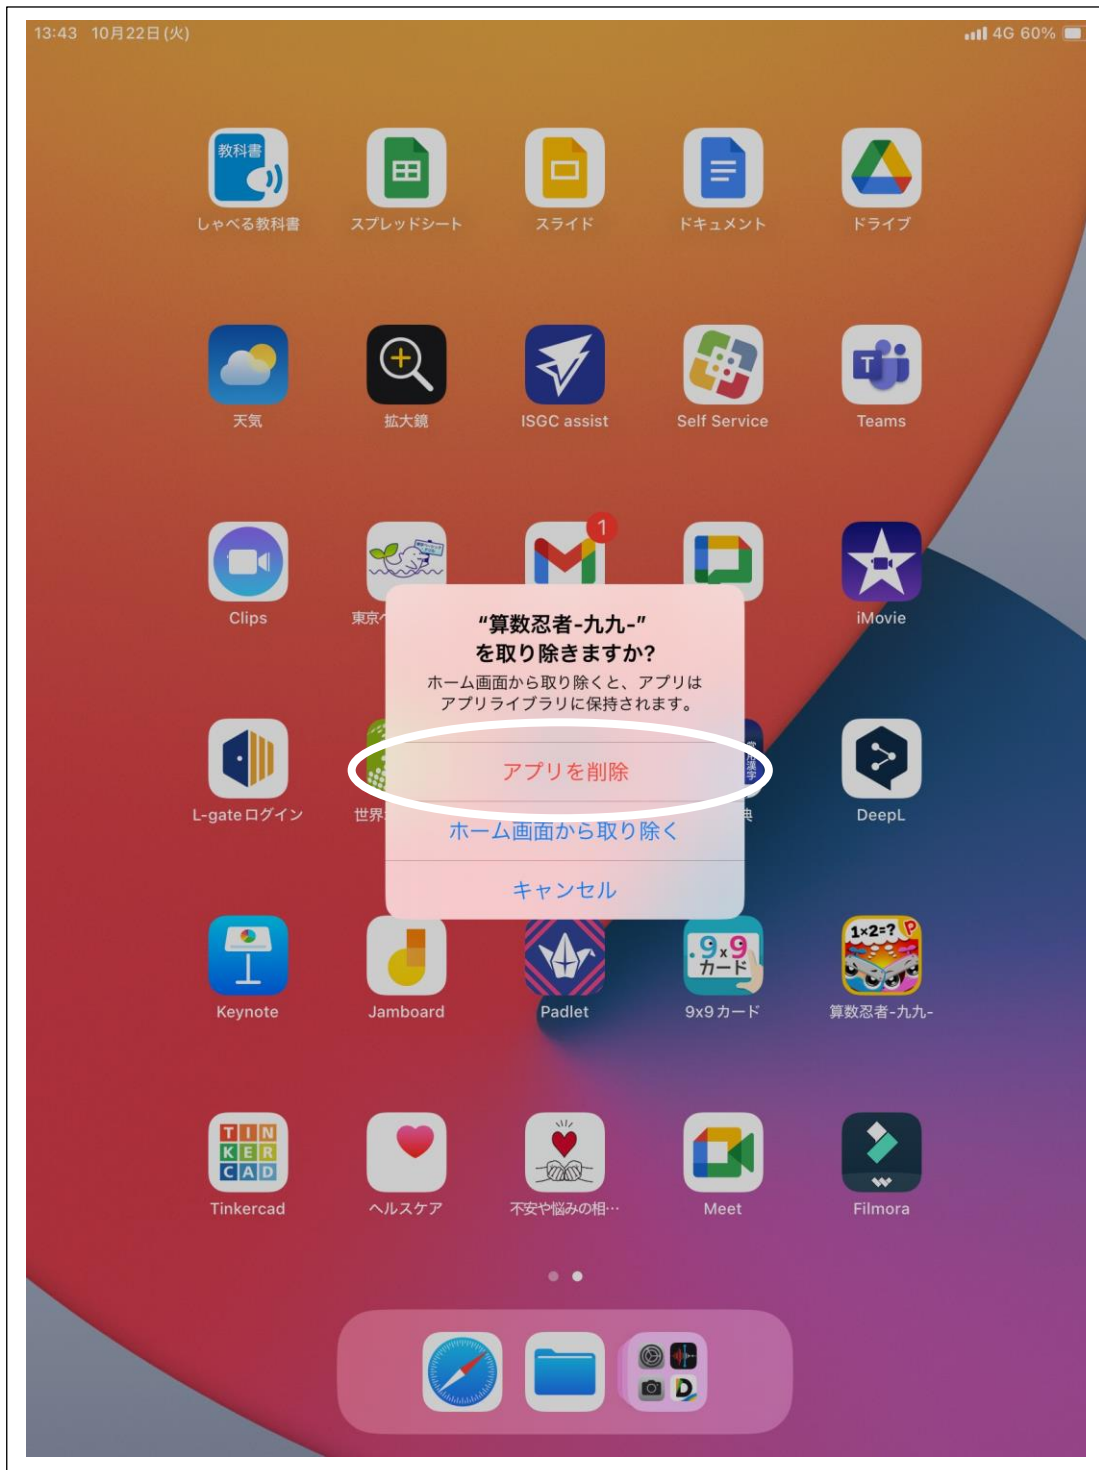 13:43 10月22日(火)
4G 60%
教科書
しゃべる教科書
スプレッドシート
スライド
ドキュメント
ドライブ
天気
拡大鏡
ISGC assist
Self Service
T
Teams
1
Clips
東京
iMovie
“算数忍者-九九-”
を取り除きますか?
ホーム画面から取り除くと、アプリは
アプリライブラリに保持されます。
アプリを削除
ホーム画面から取り除く
キャンセル
L-gateログイン
世界
漢字
典
DeepL
Keynote
Jamboard
Padlet
9x9
カード
9x9カード
1×2=?
P
算数忍者-九九-
TIN
KER
CAD
Tinkercad
ヘルスケア
不安や悩みの相…
Meet
Filmora
D